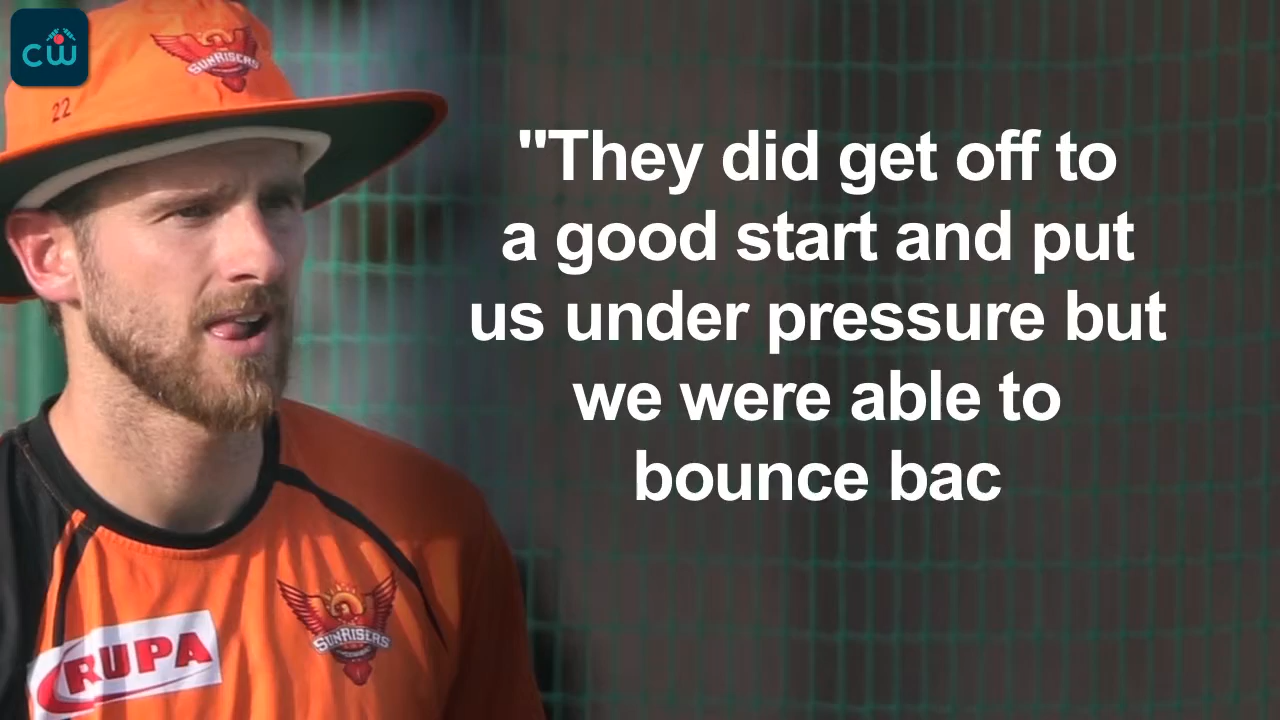 CW
SUNRISERS
22
"They did get off to
a good start and put
us under pressure but
we were able to
bounce bac
RUPA
SUNRISERS